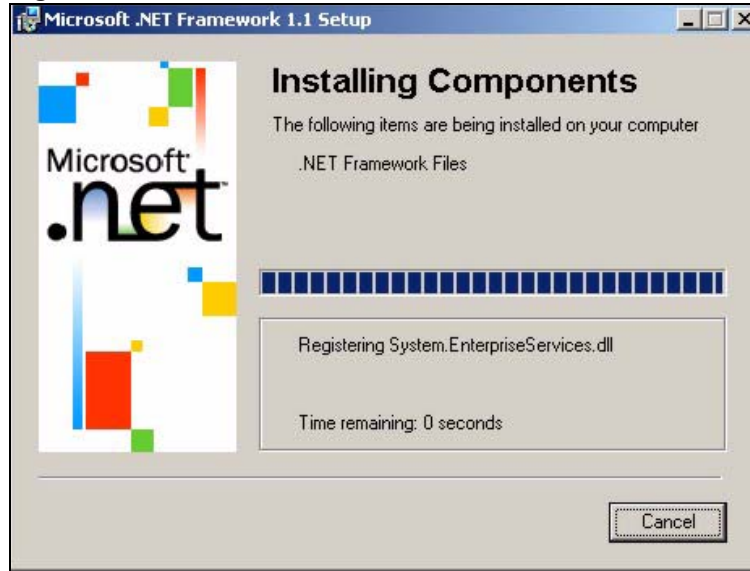 Microsoft .NET Framework 1.1 Setup
Installing Components
The following items are being installed on your computer
.NET Framework Files
Microsoft
.net
Registering System.EnterpriseServices.dll
Time remaining: 0 seconds
Cancel